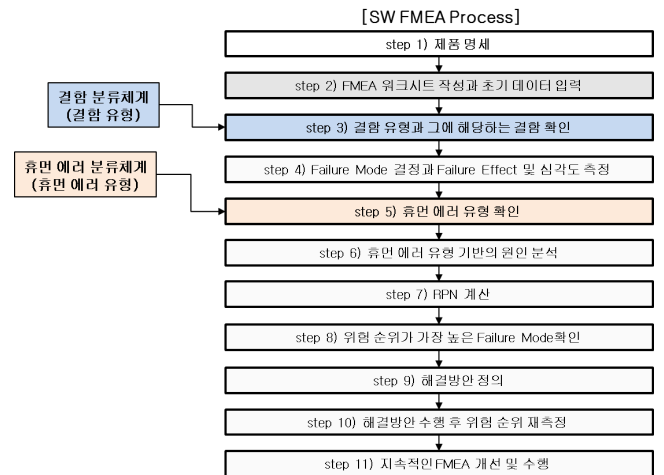 [SW FMEA Process]
step 1) 제품 명세
step 2) FMEA 워크시트 작성과 초기 데이터 입력
결함 분류체계
(결함 유형)
step 3) 결함 유형과 그에 해당하는 결함 확인
step 4) Failure Mode 결정과 Failure Effect 및 심각도 측정
휴먼 에러 분류체계
(휴먼 에러 유형)
step 5) 휴먼 에러 유형 확인
step 6) 휴먼 에러 유형 기반의 원인 분석
step 7) RPN 계산
step 8) 위험 순위가 가장 높은 Failure Mode확인
step 9) 해결방안 정의
step 10) 해결방안 수행 후 위험 순위 재측정
step 11) 지속적인 FMEA 개선 및 수행